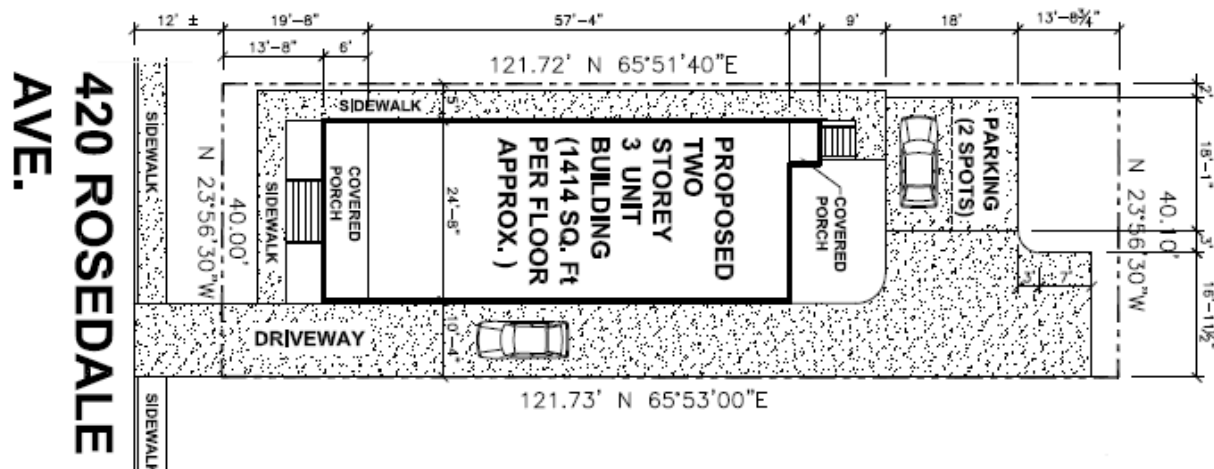 12' ±
19'-8"
57'-4"
4'
9'
18'
13'-8¾"
13'-8"
6'
121.72' N 65°51'40"E
2'
18'-1"
3'
16'-11½"
SIDEWALK
5'
PROPOSED
TWO
STOREY
3 UNIT
BUILDING
(1414 SQ. Ft
PER FLOOR
APPROX. )
PARKING
(2 SPOTS)
40.10'
N 23°56'30"W
COVERED
PORCH
COVERED
PORCH
24'-8"
SIDEWALK
40.00'
N 23°56'30"W
SIDEWALK
3'
7'
420 ROSEDALE
AVE.
DRIVEWAY
10'-4"
121.73' N 65°53'00"E
SIDEWALK